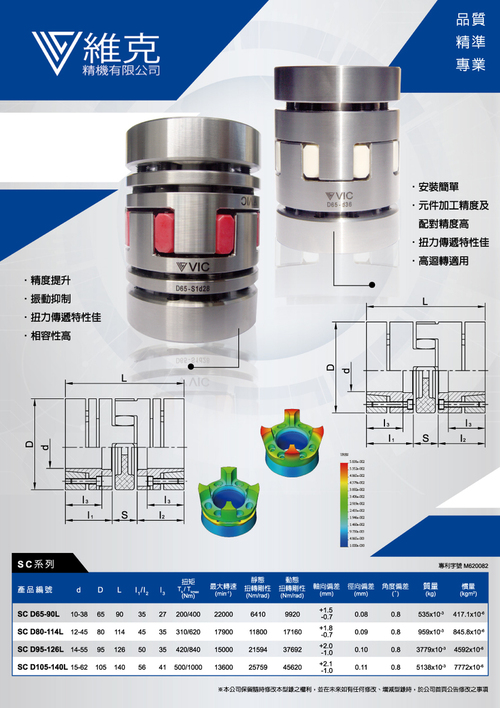 維克
精機有限公司
品質
精準
專業
VIC
D65-d36
VIC
VIC
D65-S1d28
・安裝簡單
・元件加工精度及
配對精度高
・扭力傳遞特性佳
・高迴轉適用
・精度提升
・振動抑制
・扭力傳遞特性佳
・相容性高
L
D
d
l3
l3
l1
S
l2
L
D
d
l3
l3
l1
S
l2
SC系列
專利字號 M620082
產品編號 d D L l1/l2 l3 扭矩 TN/Tmax (Nm) 最大轉速 (min-1) 靜態扭轉剛性 (Nm/rad) 動態扭轉剛性 (Nm/rad) 軸向偏差 (mm) 徑向偏差 (mm) 角度偏差 (°) 質量 (kg) 慣量 (kgm2)
SC D65-90L 10-38 65 90 35 27 200/400 22000 6410 9920 +1.5 -0.7 0.08 0.8 535x10-3 417.1x10-6
SC D80-114L 12-45 80 114 45 35 310/620 17900 11800 17160 +1.8 -0.7 0.09 0.8 959x10-3 845.8x10-6
SC D95-126L 14-55 95 126 50 35 420/840 15000 21594 37692 +2.0 -1.0 0.10 0.8 3779x10-3 4592x10-6
SC D105-140L 15-62 105 140 56 41 500/1000 13600 25759 45620 +2.1 -1.0 0.11 0.8 5138x10-3 7772x10-6
※本公司保留隨時修改本型錄之權利，並在未來如有任何修改、增減型錄時，於公司首頁公告修改之事項